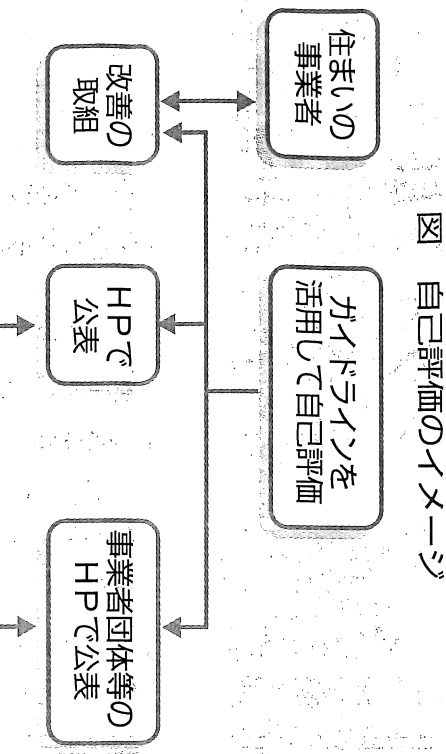 図　自己評価のイメージ
住まいの
事業者
ガイドラインを
活用して自己評価
改善の
取組
ＨＰで
公表
事業者団体等の
ＨＰで公表